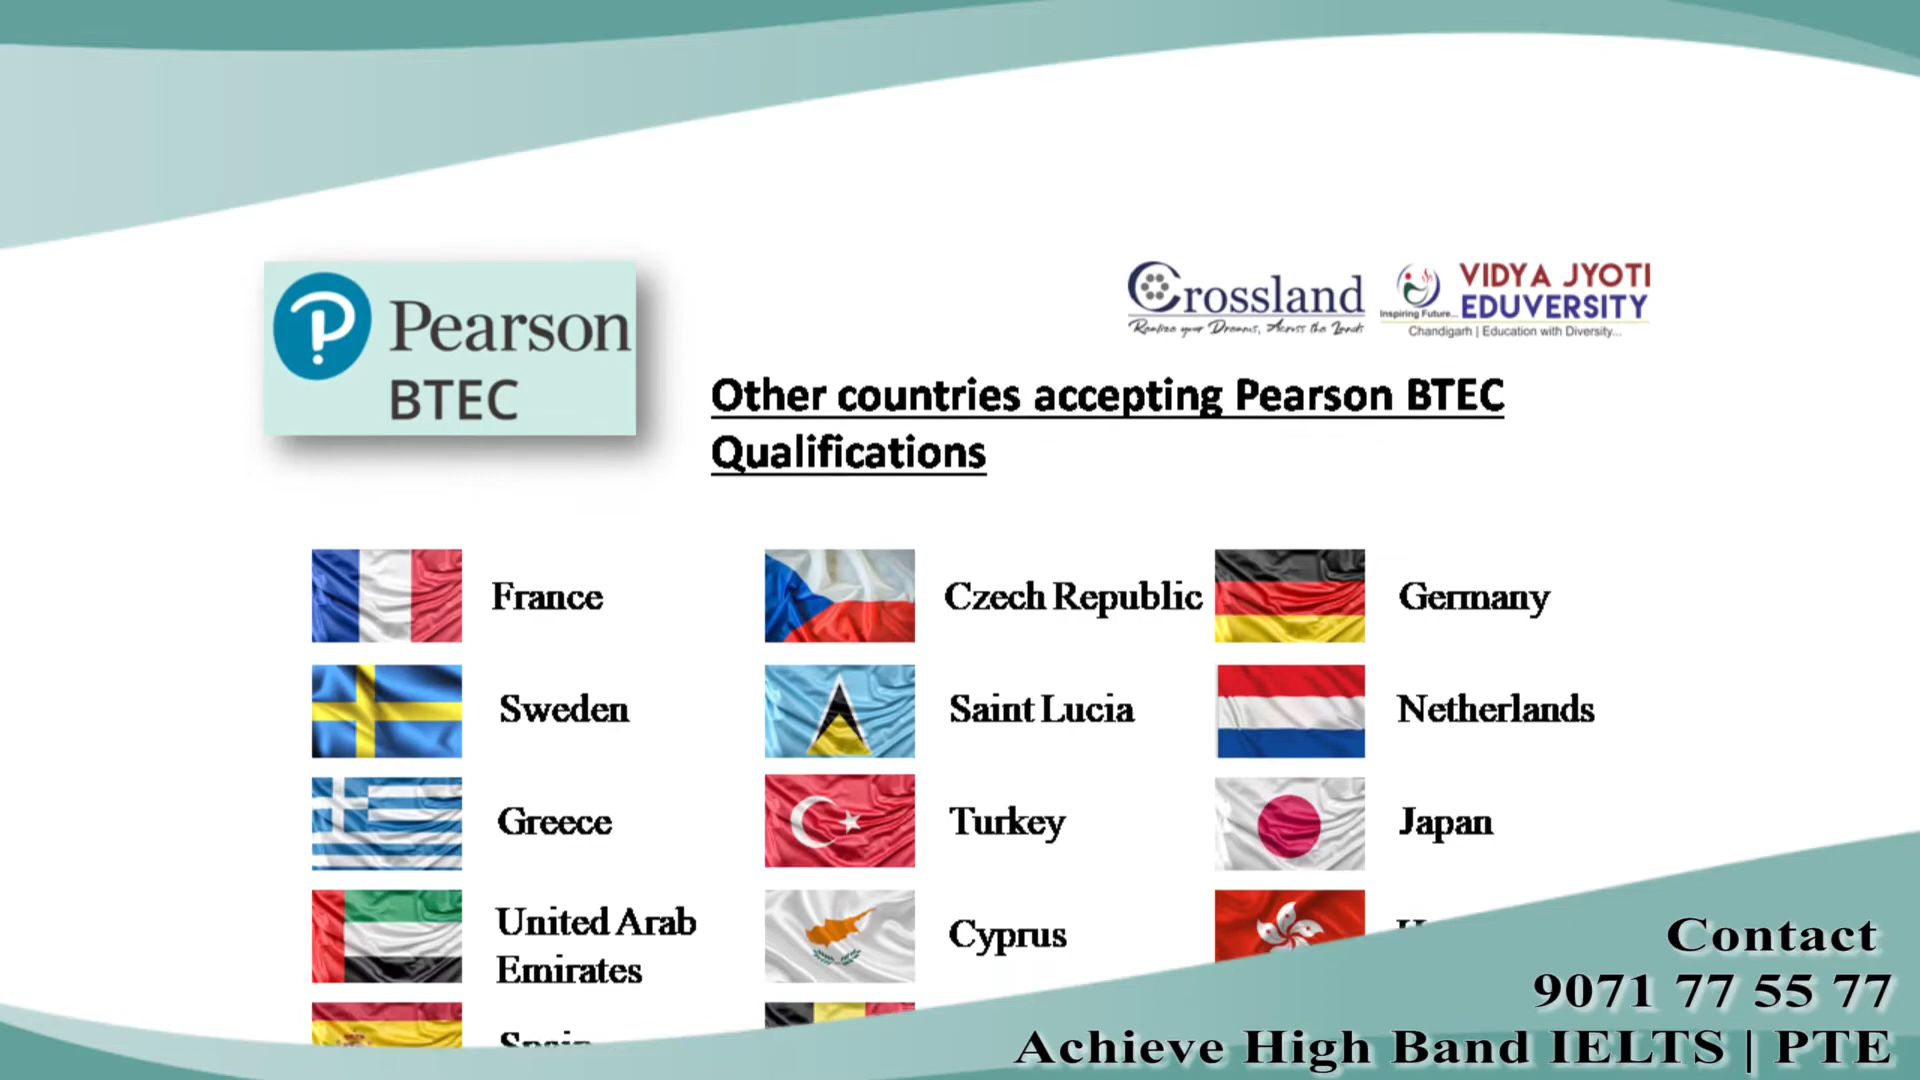 Pearson
BTEC
Crossland
Realize your Dreams, Across the Lands
VIDYA JYOTI
EDUVERSITY
Inspiring Future...
Chandigarh | Education with Diversity...
Other countries accepting Pearson BTEC
Qualifications
France
Czech Republic
Germany
Sweden
Saint Lucia
Netherlands
Greece
Turkey
Japan
United Arab
Emirates
Cyprus
Spain
Contact
9071 77 55 77
Achieve High Band IELTS | PTE